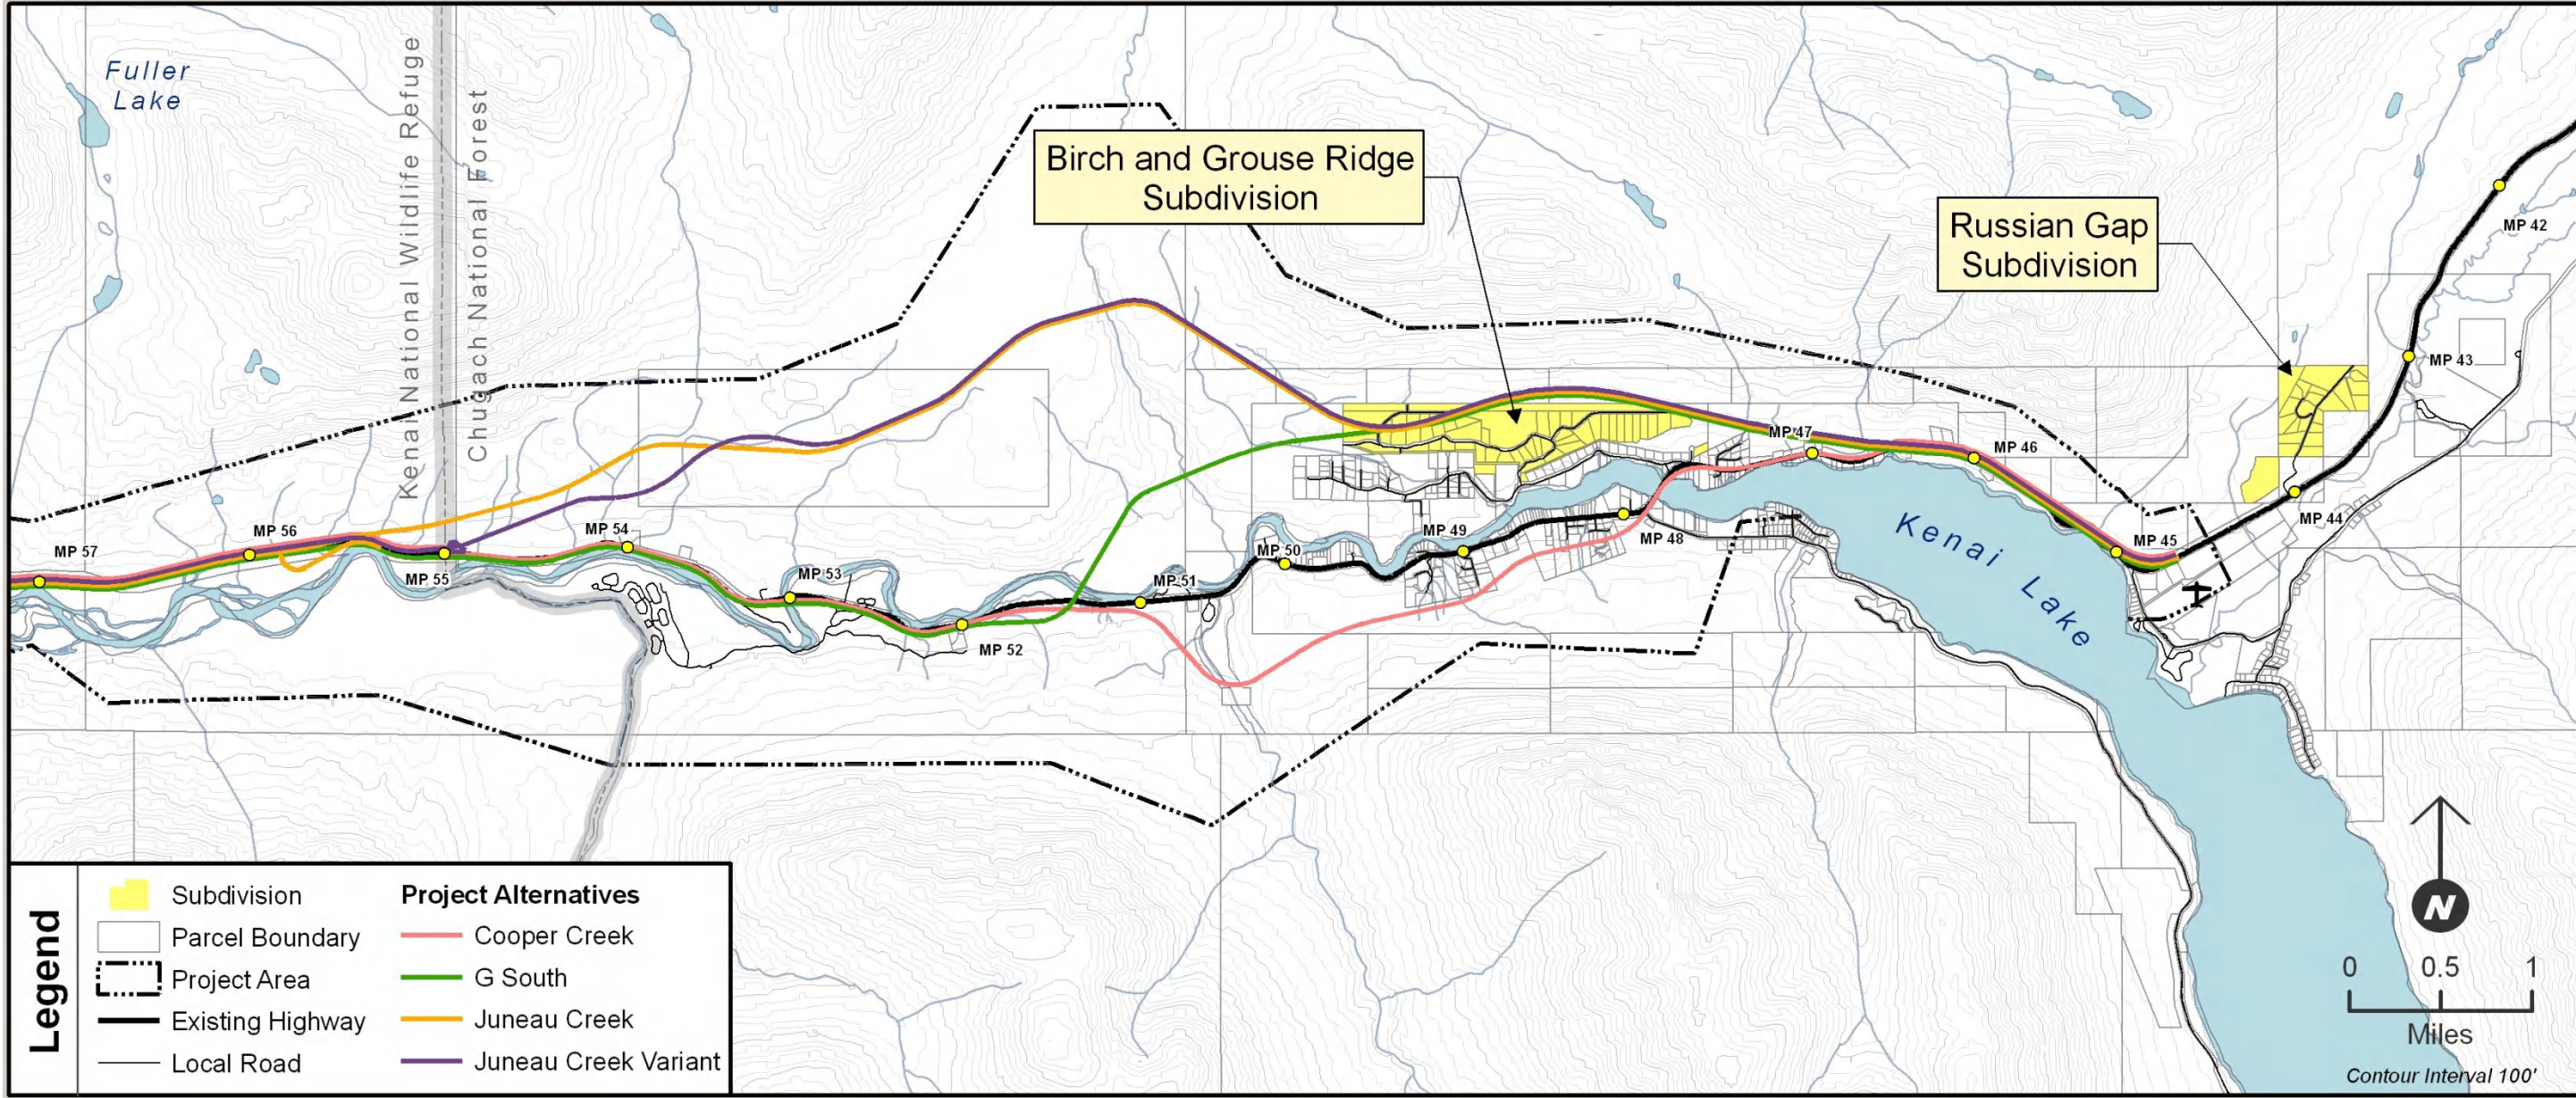 Fuller
Lake
Kenai National Wildlife Refuge
Chugach National Forest
Birch and Grouse Ridge
Subdivision
Russian Gap
Subdivision
MP 42
MP 43
MP 44
MP 45
MP 46
MP 47
MP 48
MP 49
MP 50
MP 51
MP 52
MP 53
MP 54
MP 55
MP 56
MP 57
Kenai Lake
Legend
Subdivision
Parcel Boundary
Project Area
Existing Highway
Local Road
Project Alternatives
Cooper Creek
G South
Juneau Creek
Juneau Creek Variant
N
0 0.5 1
Miles
Contour Interval 100'